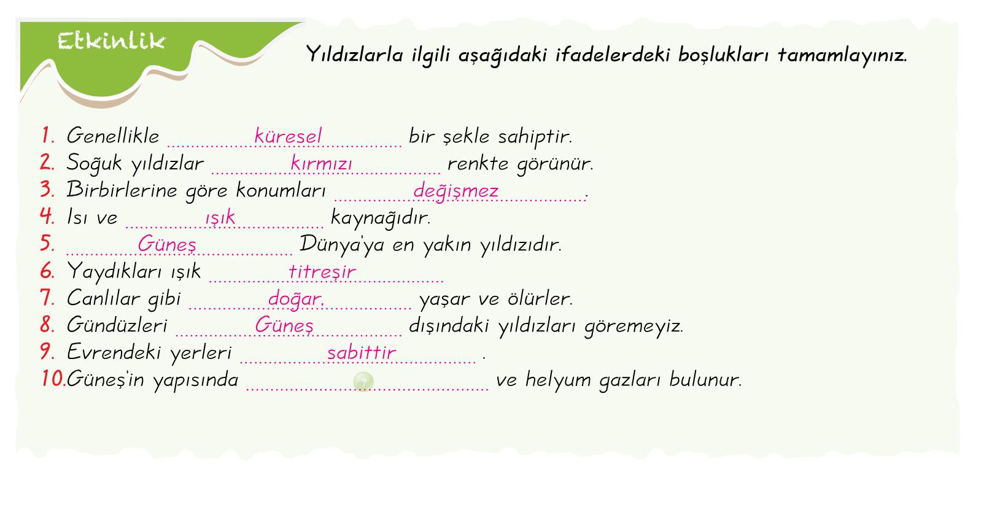 Etkinlik
Yıldızlarla ilgili aşağıdaki ifadelerdeki boşlukları tamamlayınız.
1. Genellikle küresel bir şekle sahiptir.
2. Soğuk yıldızlar kırmızı renkte görünür.
3. Birbirlerine göre konumları değişmez.
4. Isı ve ışık kaynağıdır.
5. Güneş Dünya'ya en yakın yıldızıdır.
6. Yaydıkları ışık titreşir
7. Canlılar gibi doğar, yaşar ve ölürler.
8. Gündüzleri Güneş dışındaki yıldızları göremeyiz.
9. Evrendeki yerleri sabittir .
10.Güneş'in yapısında ? ve helyum gazları bulunur.